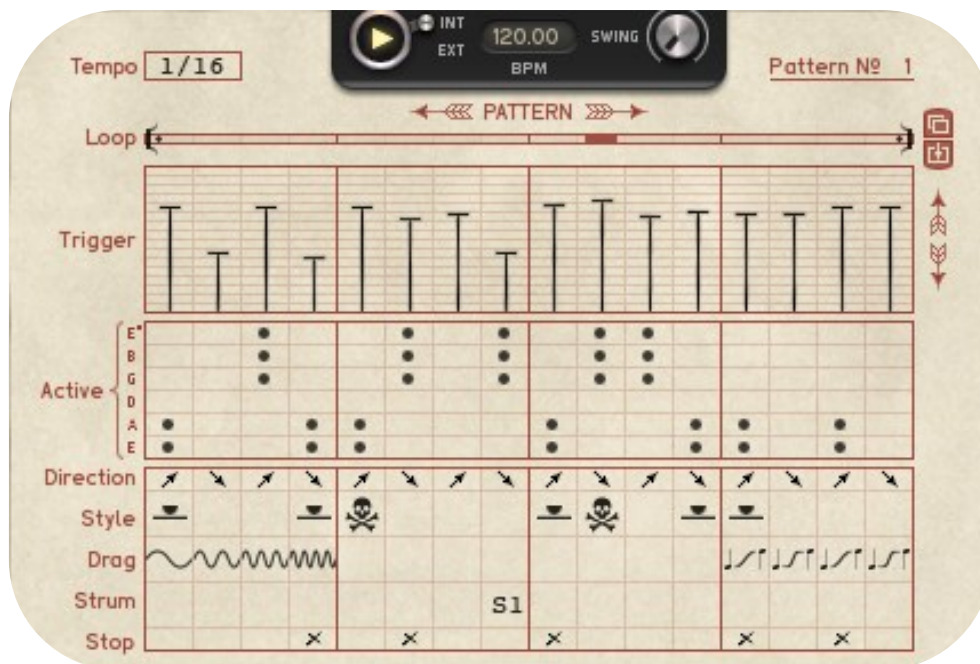 INT
EXT
120.00
BPM
SWING
Tempo 1/16
Pattern Nº 1
PATTERN
Loop
Trigger
Active
E'
B
G
D
A
E
Direction
Style
Drag
Strum S1
Stop